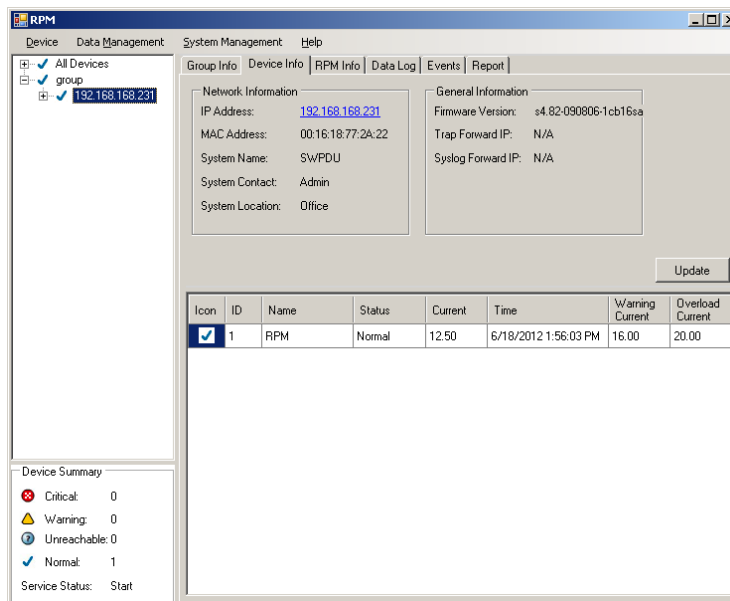 RPM
Device Data Management System Management Help
All Devices
group
192.168.168.231
Group Info Device Info RPM Info Data Log Events Report
Network Information
IP Address: 192.168.168.231
MAC Address: 00:16:18:77:2A:22
System Name: SWPDU
System Contact: Admin
System Location: Office
General Information
Firmware Version: s4.82-090806-1cb16sa
Trap Forward IP: N/A
Syslog Forward IP: N/A
Update
Icon ID Name Status Current Time Warning Current Overload Current
1 RPM Normal 12.50 6/18/2012 1:56:03 PM 16.00 20.00
Device Summary
Critical: 0
Warning: 0
Unreachable: 0
Normal: 1
Service Status: Start